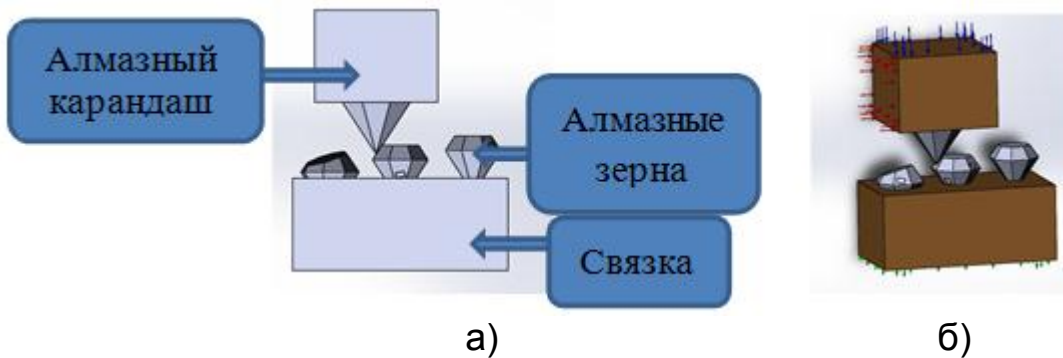 Алмазный
карандаш
Алмазные
зерна
Связка
а)
б)